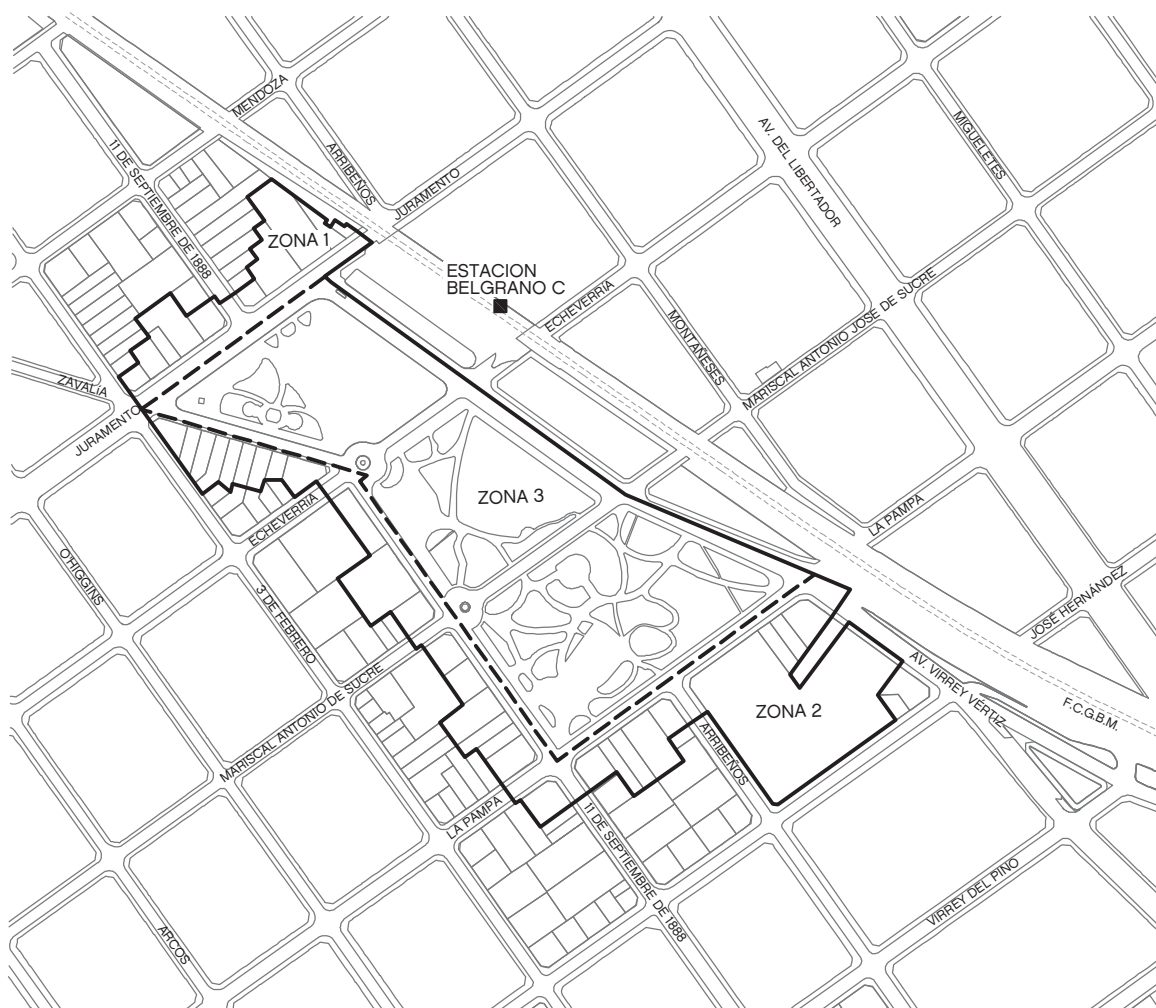 MENDOZA
11 DE SEPTIEMBRE DE 1888
ARRIBEÑOS
JURAMENTO
AV. DEL LIBERTADOR
MIGUELETES
ZONA 1
ESTACION
BELGRANO C
ECHEVERRIA
MONTAÑESES
MARISCAL ANTONIO JOSE DE SUCRE
ZAVALÍA
JURAMENTO
ZONA 3
ECHEVERRIA
LA PAMPA
O'HIGGINS
3 DE FEBRERO
JOSÉ HERNÁNDEZ
MARISCAL ANTONIO DE SUCRE
AV. VIRREY VÉRTIZ
F.C.G.B.M.
ZONA 2
ARRIBEÑOS
LA PAMPA
11 DE SEPTIEMBRE DE 1888
VIRREY DEL PINO
ARCOS